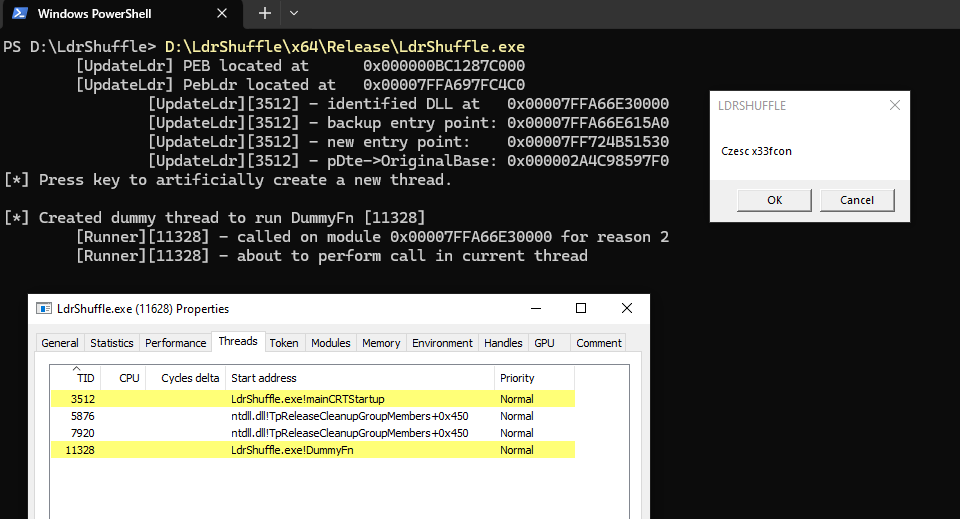 Windows PowerShell
PS D:\LdrShuffle> D:\LdrShuffle\x64\Release\LdrShuffle.exe
[UpdateLdr] PEB located at 0x000000BC1287C000
[UpdateLdr] PebLdr located at 0x00007FFA697FC4C0
[UpdateLdr][3512] – identified DLL at 0x00007FFA66E30000
[UpdateLdr][3512] – backup entry point: 0x00007FFA66E615A0
[UpdateLdr][3512] – new entry point: 0x00007FF724B51530
[UpdateLdr][3512] – pDte->OriginalBase: 0x000002A4C98597F0
[*] Press key to artificially create a new thread.
[*] Created dummy thread to run DummyFn [11328]
[Runner][11328] – called on module 0x00007FFA66E30000 for reason 2
[Runner][11328] – about to perform call in current thread
LDRSHUFFLE
Czesc x33fcon
OK Cancel
LdrShuffle.exe (11628) Properties
General Statistics Performance Threads Token Modules Memory Environment Handles GPU Comment
TID CPU Cycles delta Start address Priority
3512 LdrShuffle.exe!mainCRTStartup Normal
5876 ntdll.dll!TpReleaseCleanupGroupMembers+0x450 Normal
7920 ntdll.dll!TpReleaseCleanupGroupMembers+0x450 Normal
11328 LdrShuffle.exe!DummyFn Normal